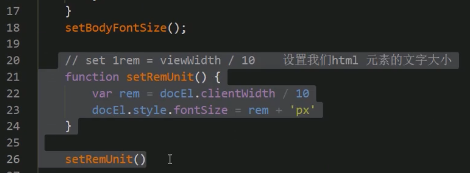 17 }
18 setBodyFontSize();
19
20 // set 1rem = viewWidth / 10 设置我们html 元素的文字大小
21 function setRemUnit() {
22 var rem = docEl.clientWidth / 10
23 docEl.style.fontSize = rem + 'px'
24 }
25
26 setRemUnit()